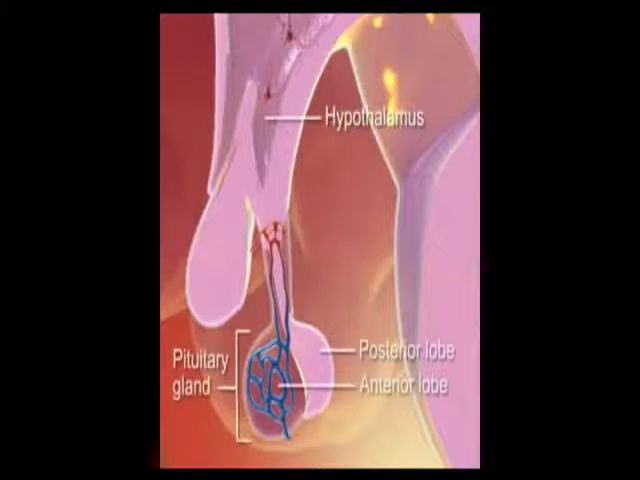 Hypothalamus
Pituitary
gland
Posterior lobe
Anterior lobe